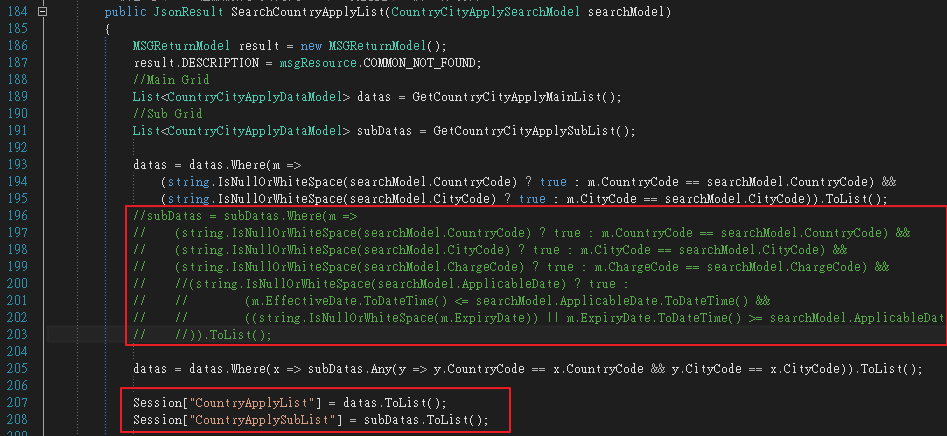 184 public JsonResult SearchCountryApplyList(CountryCityApplySearchModel searchModel)
185 {
186 MSGReturnModel result = new MSGReturnModel();
187 result.DESCRIPTION = msgResource.COMMON_NOT_FOUND;
188 //Main Grid
189 List<CountryCityApplyDataModel> datas = GetCountryCityApplyMainList();
190 //Sub Grid
191 List<CountryCityApplyDataModel> subDatas = GetCountryCityApplySubList();
192
193 datas = datas.Where(m =>
194 (string.IsNullOrWhiteSpace(searchModel.CountryCode) ? true : m.CountryCode == searchModel.CountryCode) &&
195 (string.IsNullOrWhiteSpace(searchModel.CityCode) ? true : m.CityCode == searchModel.CityCode)).ToList();
196 //subDatas = subDatas.Where(m =>
197 // (string.IsNullOrWhiteSpace(searchModel.CountryCode) ? true : m.CountryCode == searchModel.CountryCode) &&
198 // (string.IsNullOrWhiteSpace(searchModel.CityCode) ? true : m.CityCode == searchModel.CityCode) &&
199 // (string.IsNullOrWhiteSpace(searchModel.ChargeCode) ? true : m.ChargeCode == searchModel.ChargeCode) &&
200 // //(string.IsNullOrWhiteSpace(searchModel.ApplicableDate) ? true :
201 // // (m.EffectiveDate.ToDateTime() <= searchModel.ApplicableDate.ToDateTime() &&
202 // // ((string.IsNullOrWhiteSpace(m.ExpiryDate)) || m.ExpiryDate.ToDateTime() >= searchModel.ApplicableDat
203 // //)).ToList();
204
205 datas = datas.Where(x => subDatas.Any(y => y.CountryCode == x.CountryCode && y.CityCode == x.CityCode)).ToList();
206
207 Session["CountryApplyList"] = datas.ToList();
208 Session["CountryApplySubList"] = subDatas.ToList();